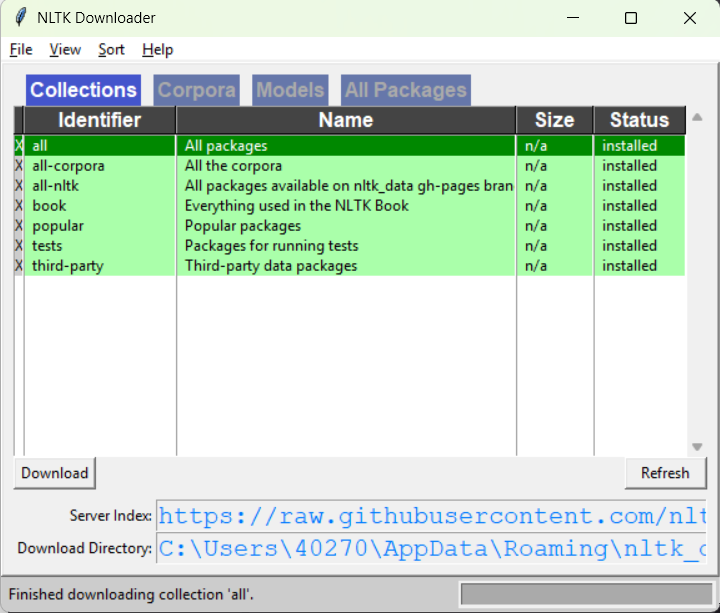 NLTK Downloader
File View Sort Help
Collections Corpora Models All Packages
Identifier Name Size Status
X all All packages n/a installed
X all-corpora All the corpora n/a installed
X all-nltk All packages available on nltk_data gh-pages bran n/a installed
X book Everything used in the NLTK Book n/a installed
X popular Popular packages n/a installed
X tests Packages for running tests n/a installed
X third-party Third-party data packages n/a installed
Download Refresh
Server Index: https://raw.githubusercontent.com/nlt
Download Directory: C:\Users\40270\AppData\Roaming\nltk_
Finished downloading collection 'all'.